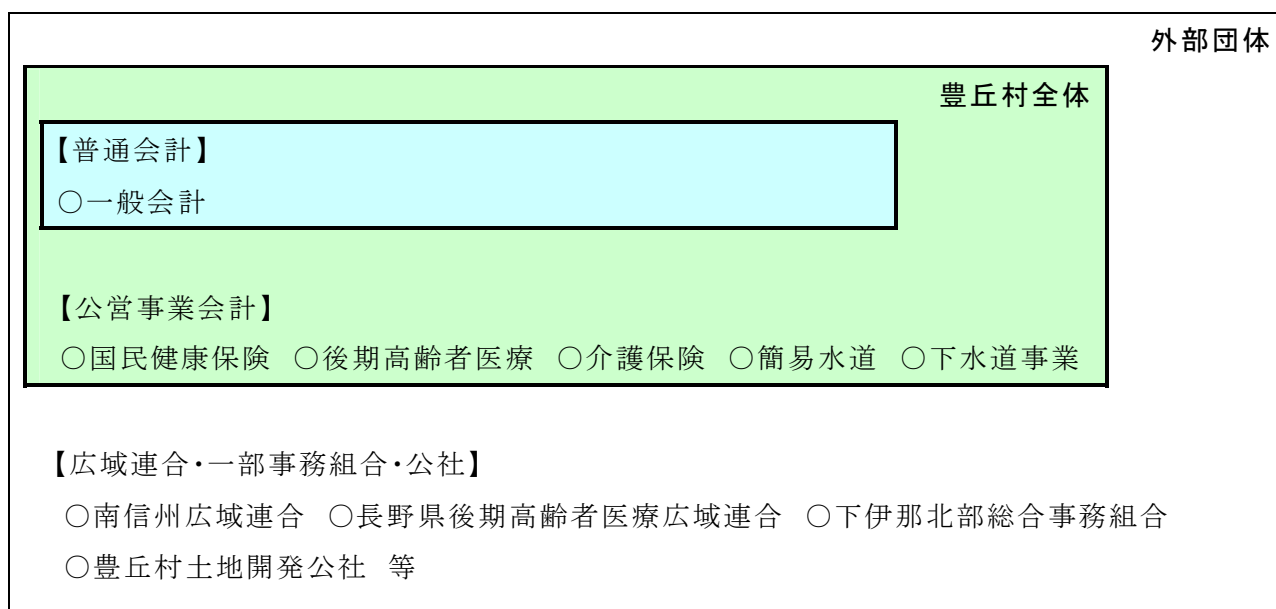 外部団体
豊丘村全体
【普通会計】
○一般会計
【公営事業会計】
○国民健康保険 ○後期高齢者医療 ○介護保険 ○簡易水道 ○下水道事業
【広域連合・一部事務組合・公社】
○南信州広域連合 ○長野県後期高齢者医療広域連合 ○下伊那北部総合事務組合
○豊丘村土地開発公社 等